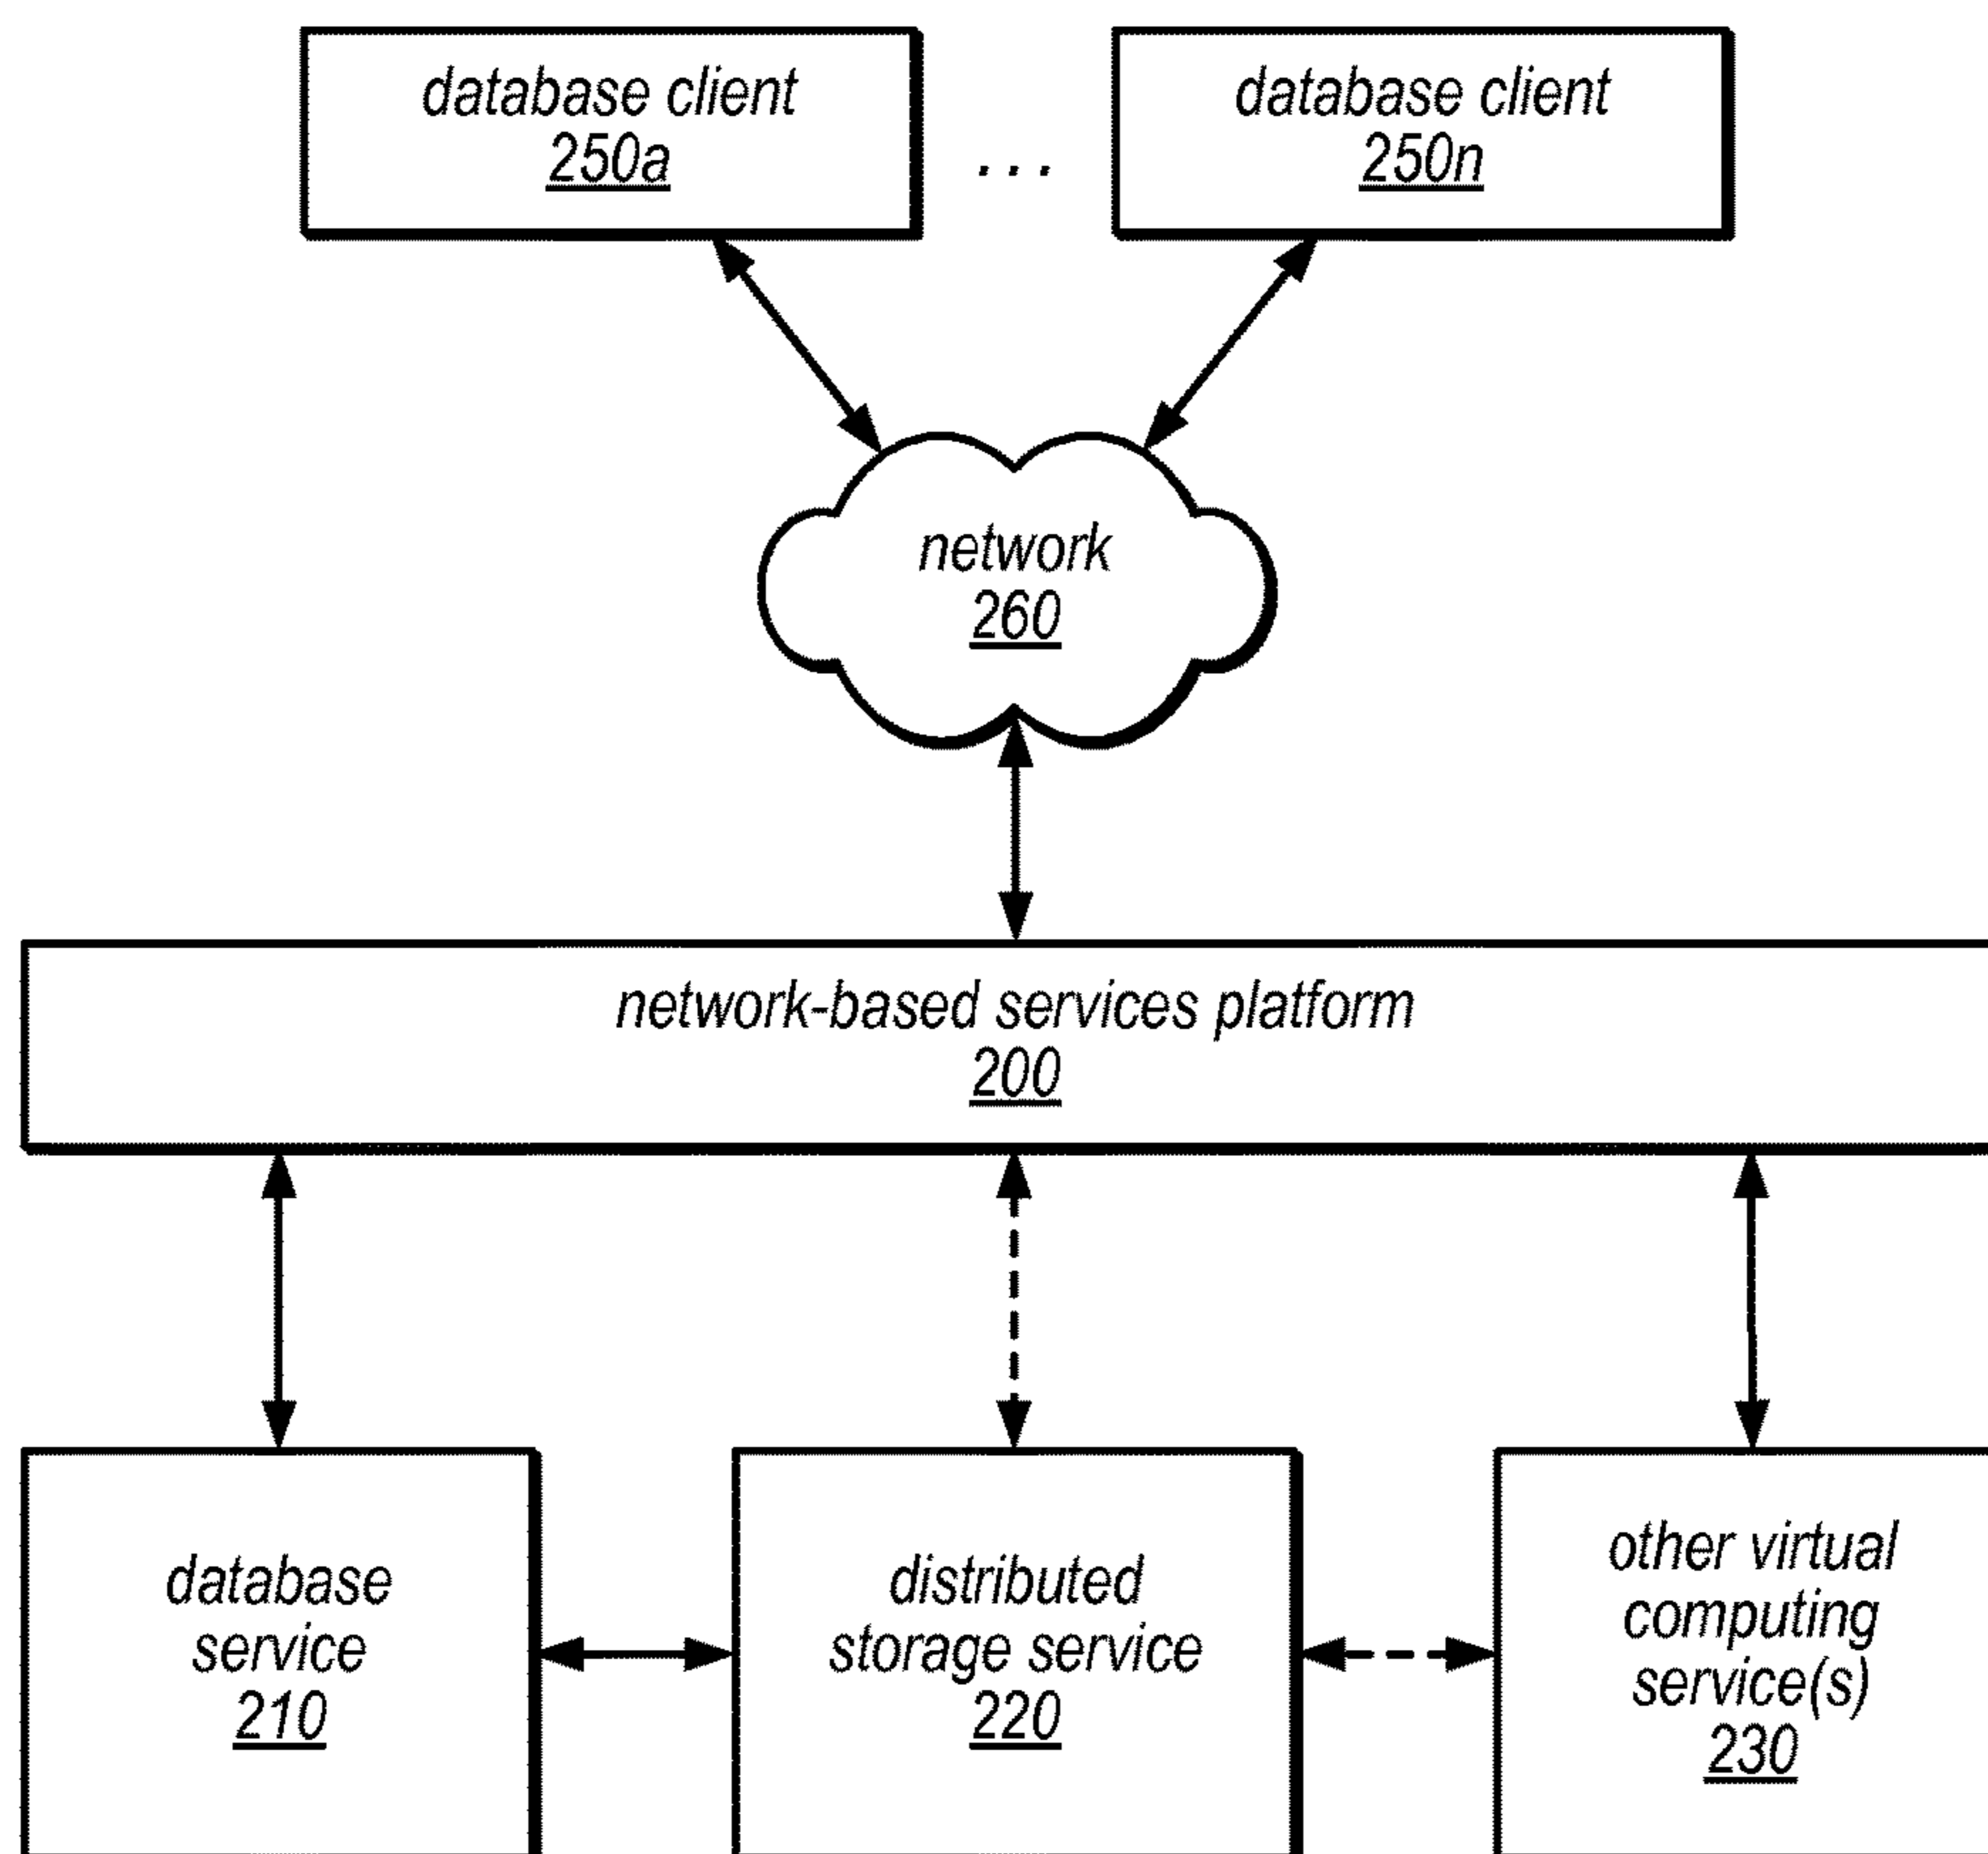 database client
250a
...
database client
250n
network
260
network-based services platform
200
database
service
210
distributed
storage service
220
other virtual
computing
service(s)
230